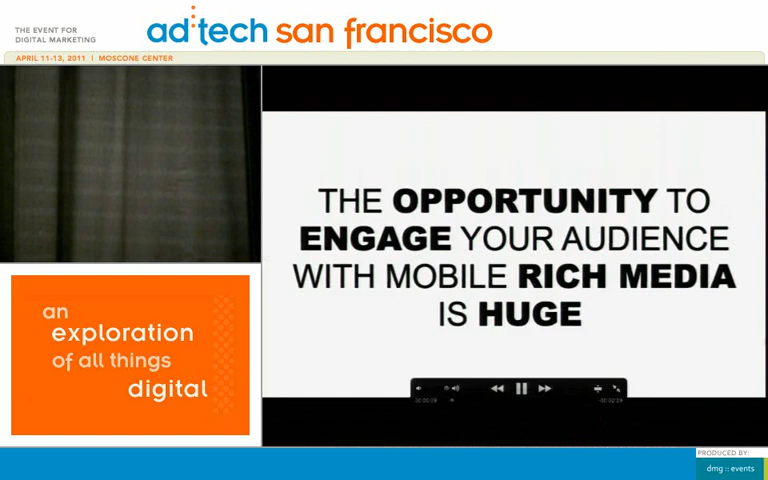 THE EVENT FOR
DIGITAL MARKETING
ad:tech san francisco
APRIL 11-13, 2011 | MOSCONE CENTER
THE OPPORTUNITY TO
ENGAGE YOUR AUDIENCE
WITH MOBILE RICH MEDIA
IS HUGE
an
exploration
of all things
digital
PRODUCED BY:
dmg :: events